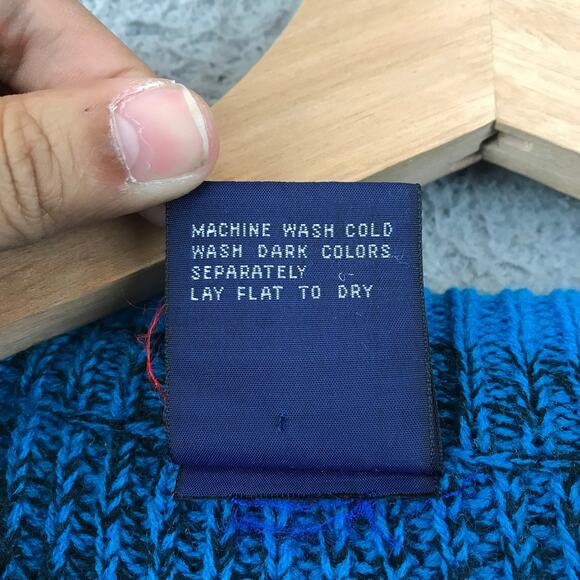 MACHINE WASH COLD
WASH DARK COLORS
SEPARATELY
LAY FLAT TO DRY